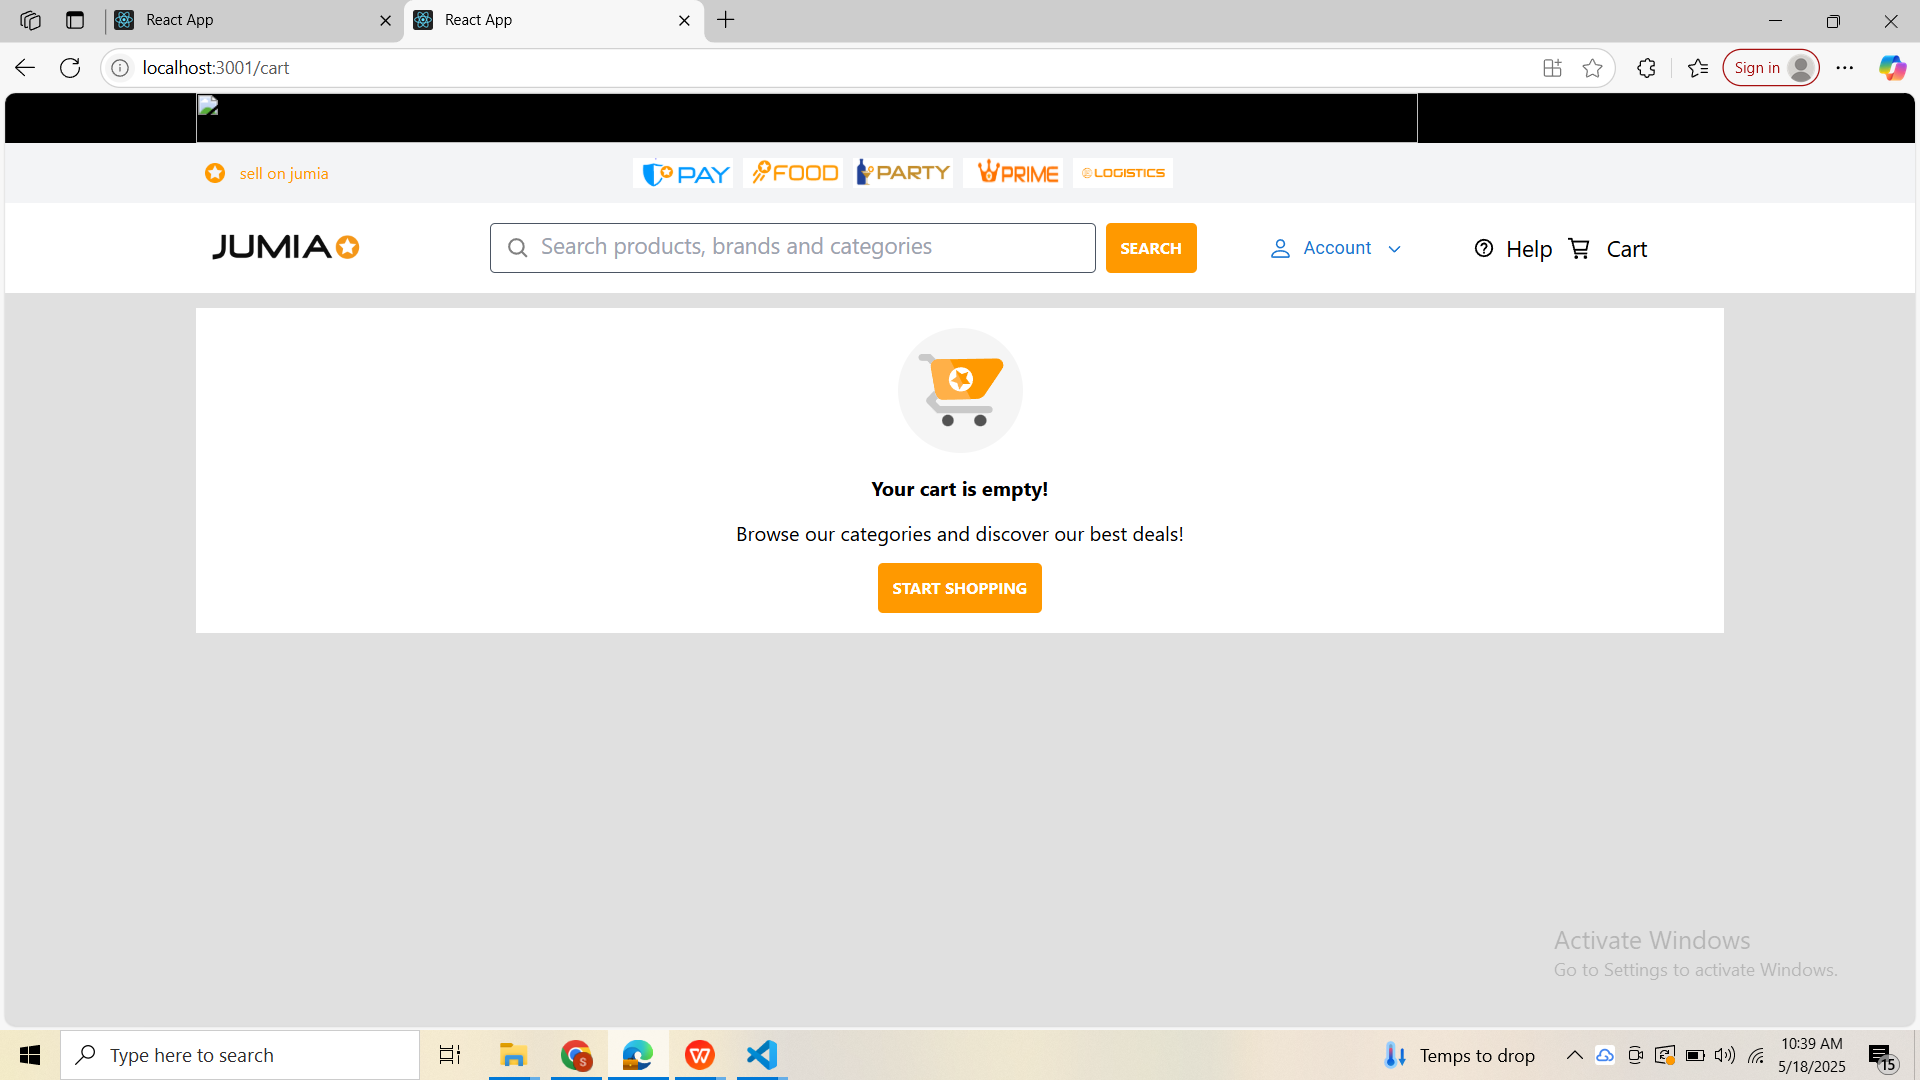 React App
React App
localhost:3001/cart
Sign in
sell on jumia
PAY
FOOD
PARTY
PRIME
LOGISTICS
JUMIA
Search products, brands and categories
SEARCH
Account
Help
Cart
Your cart is empty!
Browse our categories and discover our best deals!
START SHOPPING
Activate Windows
Go to Settings to activate Windows.
Type here to search
S
W
Temps to drop
10:39 AM
5/18/2025
15